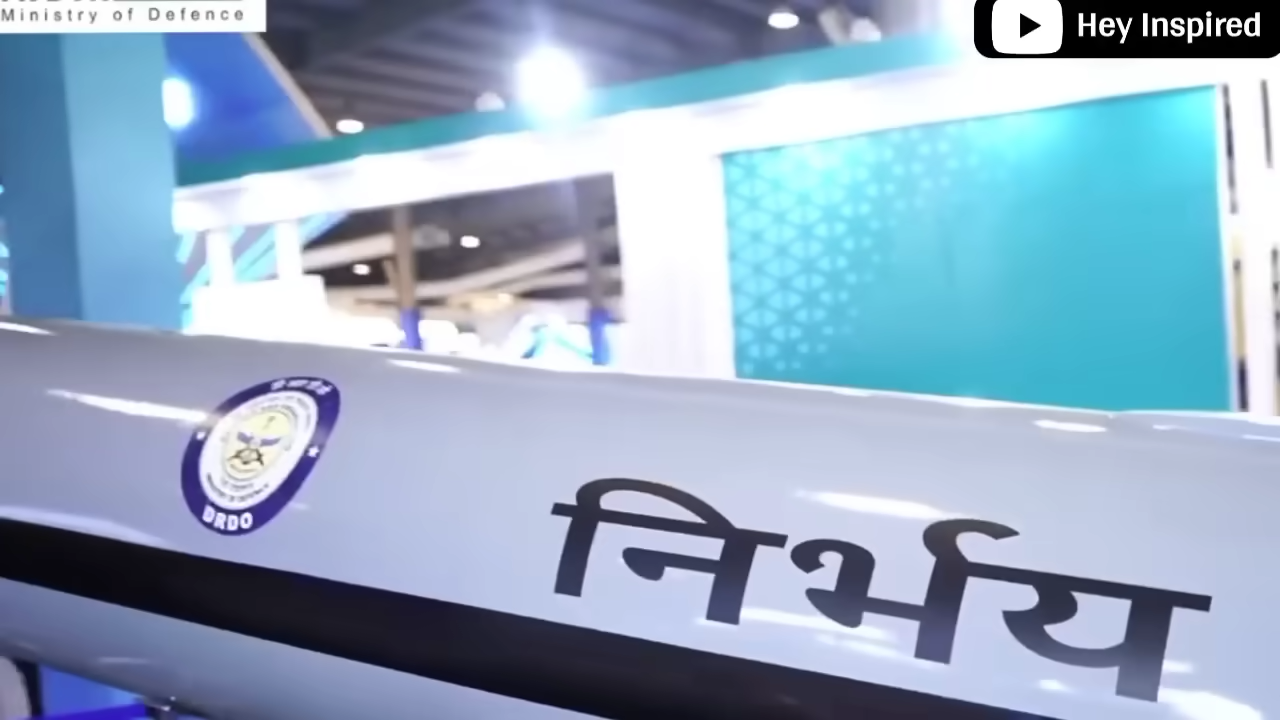 Ministry of Defence
Hey Inspired
DRDO
निर्भय